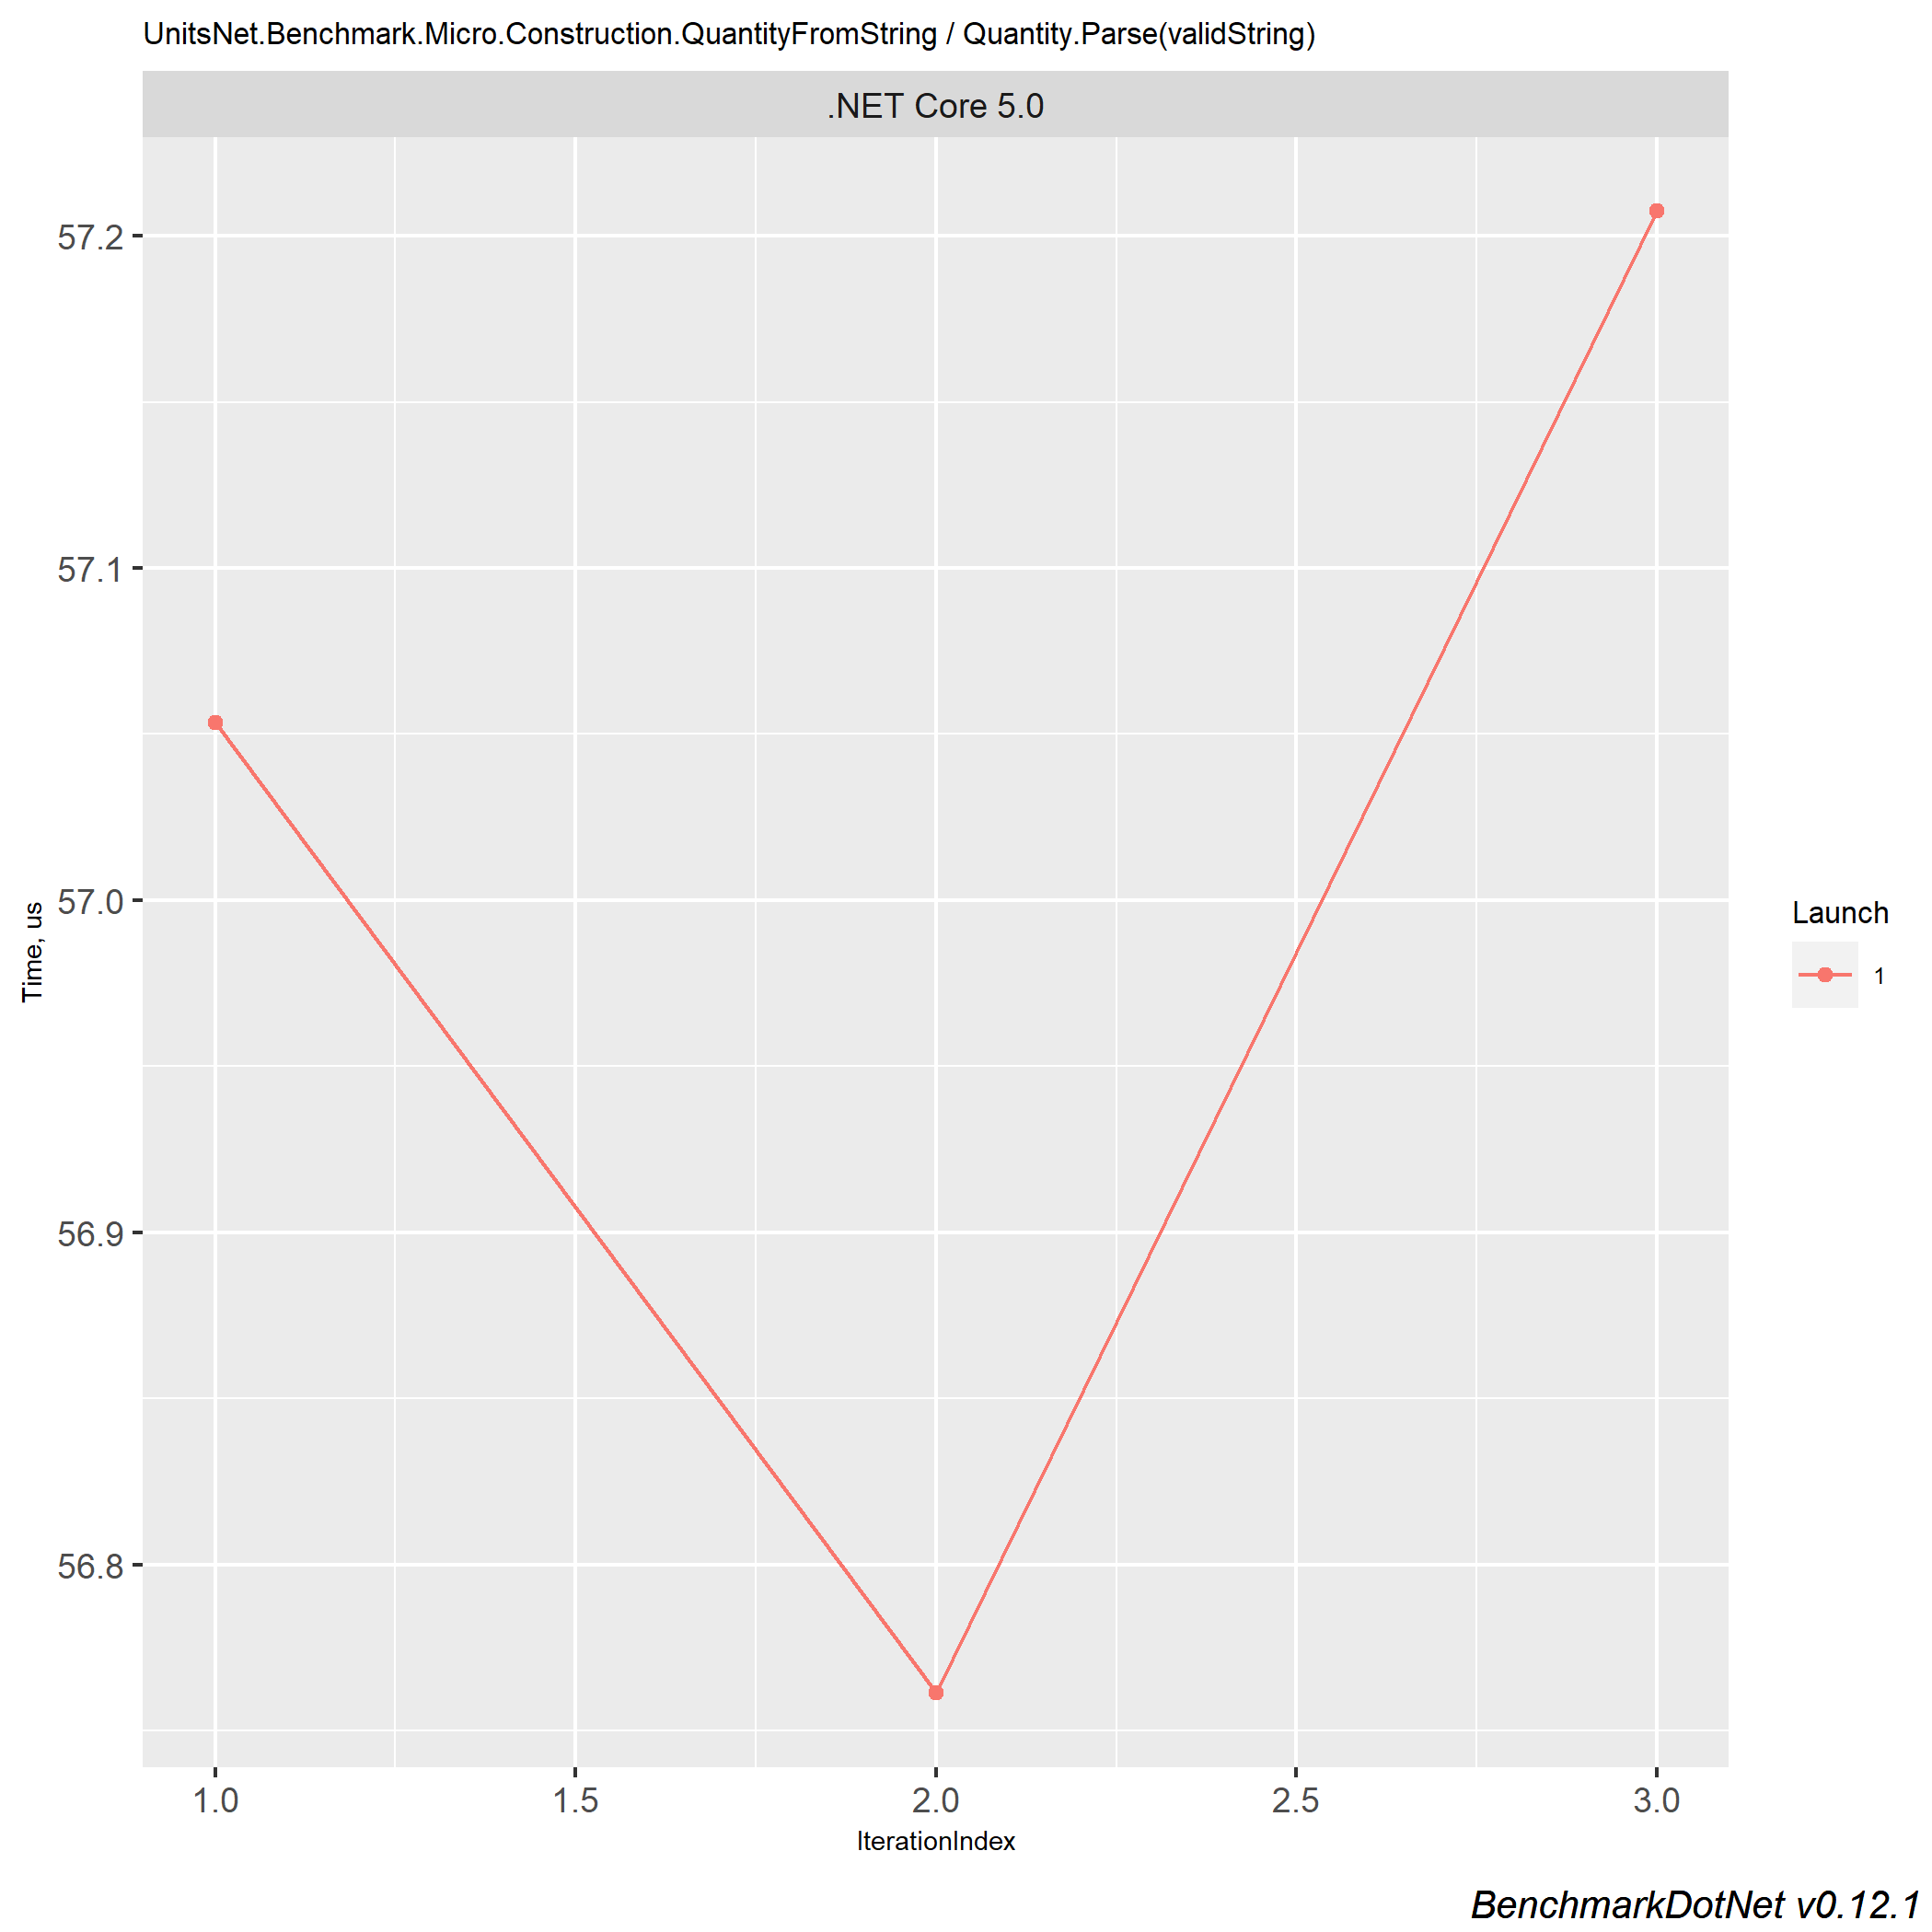 UnitsNet.Benchmark.Micro.Construction.QuantityFromString / Quantity.Parse(validString)
.NET Core 5.0
57.2
57.1
57.0
56.9
56.8
Time, us
1.0 1.5 2.0 2.5 3.0
IterationIndex
Launch
1
BenchmarkDotNet v0.12.1